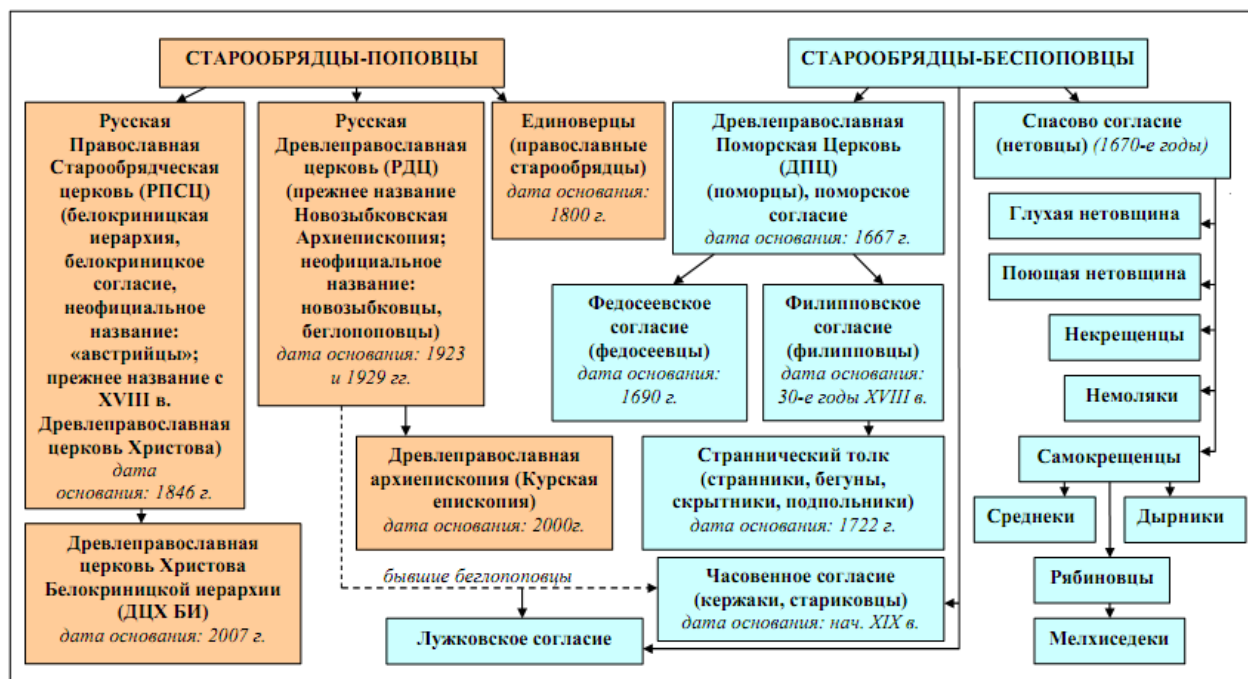 СТАРООБРЯДЦЫ-ПОПОВЦЫ
Русская
Православная
Старообрядческая
церковь (РПСЦ)
(белокриницкая
иерархия,
белокриницкое
согласие,
неофициальное
название:
«австрийцы»;
прежнее название с
XVIII в.
Древлеправославная
церковь Христова)
дата
основания: 1846 г.
Древлеправославная
церковь Христова
Белокриницкой иерархии
(ДЦХ БИ)
дата основания: 2007 г.
Русская
Древлеправославная
церковь (РДЦ)
(прежнее название
Новозыбковская
Архиепископия;
неофициальное
название:
новозыбковцы,
беглопоповцы)
дата основания: 1923
и 1929 гг.
Древлеправославная
архиепископия (Курская
епископия)
дата основания: 2000г.
Единоверцы
(православные
старообрядцы)
дата основания:
1800 г.
бывшие беглопоповцы
Лужковское согласие
СТАРООБРЯДЦЫ-БЕСПОПОВЦЫ
Древлеправославная
Поморская Церковь
(ДПЦ)
(поморцы), поморское
согласие
дата основания: 1667 г.
Федосеевское
согласие
(федосеевцы)
дата основания:
1690 г.
Филипповское
согласие
(филипповцы)
дата основания:
30-е годы XVIII в.
Страннический толк
(странники, бегуны,
скрытники, подпольники)
дата основания: 1722 г.
Часовенное согласие
(кержаки, стариковцы)
дата основания: нач. XIX в.
Спасово согласие
(нетовцы) (1670-е годы)
Глухая нетовщина
Поющая нетовщина
Некрещенцы
Немоляки
Самокрещенцы
Среднеки
Дырники
Рябиновцы
Мелхиседеки